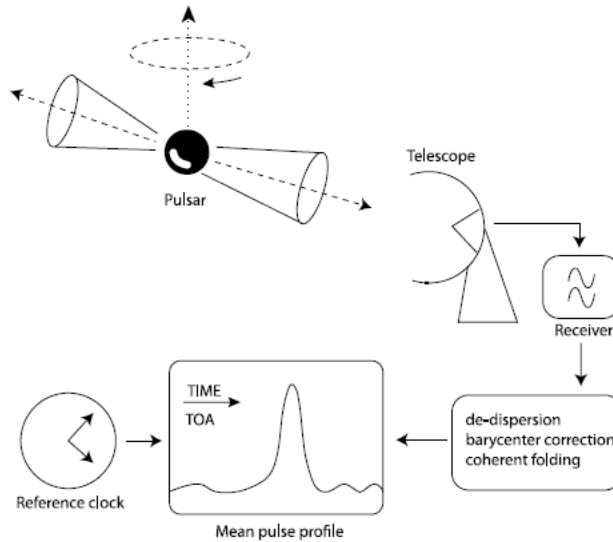 Pulsar
Telescope
Receiver
de-dispersion
barycenter correction
coherent folding
TIME
TOA
Reference clock
Mean pulse profile